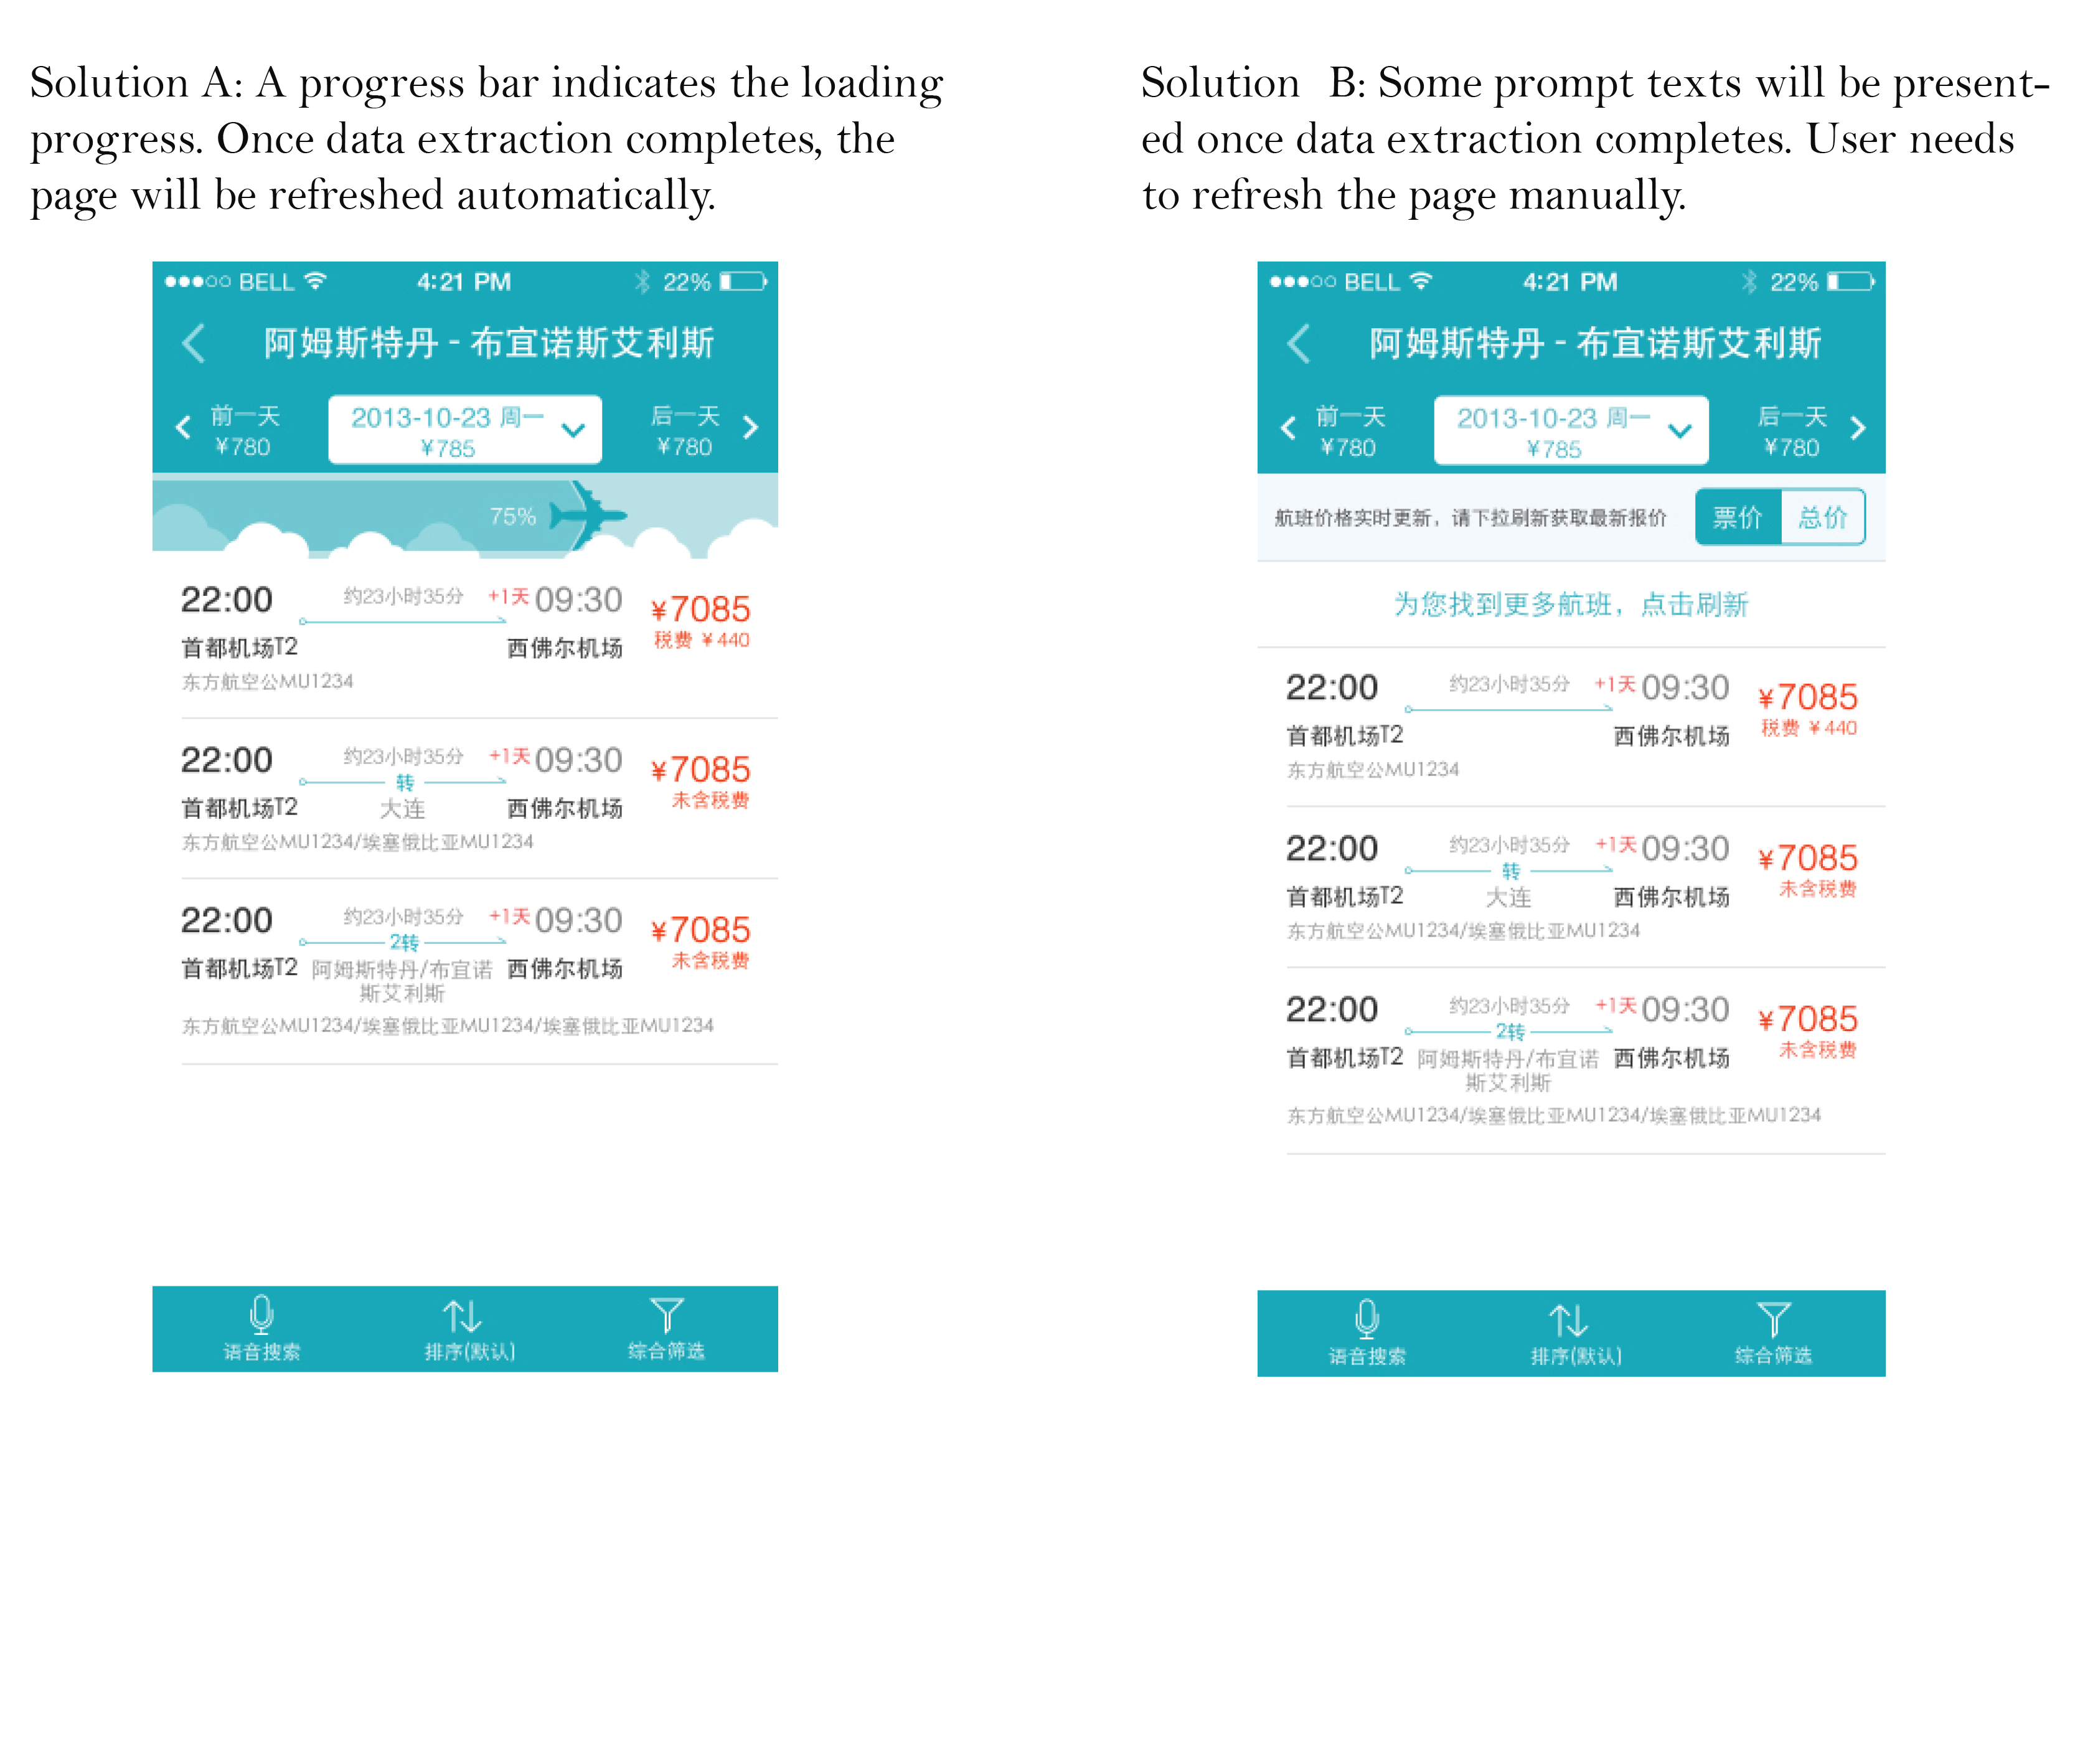 Solution A: A progress bar indicates the loading
progress. Once data extraction completes, the
page will be refreshed automatically.
BELL 4:21 PM 22%
阿姆斯特丹 - 布宜诺斯艾利斯
前一天 2013-10-23 周一 后一天
¥780 ¥785 ¥780
75%
22:00 约23小时35分 +1天 09:30 ¥7085
首都机场T2 西佛尔机场 税费 ¥440
东方航空公MU1234
22:00 约23小时35分 +1天 09:30 ¥7085
转 未含税费
首都机场T2 大连 西佛尔机场
东方航空公MU1234/埃塞俄比亚MU1234
22:00 约23小时35分 +1天 09:30 ¥7085
2转 未含税费
首都机场T2 阿姆斯特丹/布宜诺 西佛尔机场
斯艾利斯
东方航空公MU1234/埃塞俄比亚MU1234/埃塞俄比亚MU1234
语音搜索 排序(默认) 综合筛选
Solution B: Some prompt texts will be present-
ed once data extraction completes. User needs
to refresh the page manually.
BELL 4:21 PM 22%
阿姆斯特丹 - 布宜诺斯艾利斯
前一天 2013-10-23 周一 后一天
¥780 ¥785 ¥780
航班价格实时更新，请下拉刷新获取最新报价 票价 总价
为您找到更多航班，点击刷新
22:00 约23小时35分 +1天 09:30 ¥7085
首都机场T2 西佛尔机场 税费 ¥440
东方航空公MU1234
22:00 约23小时35分 +1天 09:30 ¥7085
转 未含税费
首都机场T2 大连 西佛尔机场
东方航空公MU1234/埃塞俄比亚MU1234
22:00 约23小时35分 +1天 09:30 ¥7085
2转 未含税费
首都机场T2 阿姆斯特丹/布宜诺 西佛尔机场
斯艾利斯
东方航空公MU1234/埃塞俄比亚MU1234/埃塞俄比亚MU1234
语音搜索 排序(默认) 综合筛选